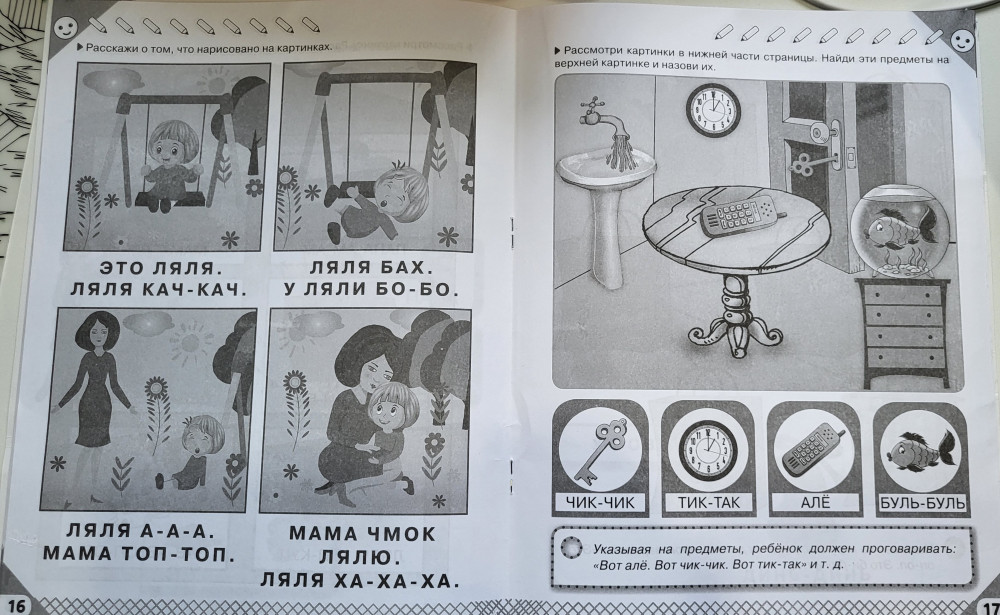 Расскажи о том, что нарисовано на картинках.
ЭТО ЛЯЛЯ.
ЛЯЛЯ КАЧ-КАЧ.
ЛЯЛЯ БАХ.
У ЛЯЛИ БО-БО.
ЛЯЛЯ А-А-А.
МАМА ТОП-ТОП.
МАМА ЧМОК
ЛЯЛЮ.
ЛЯЛЯ ХА-ХА-ХА.
16
Рассмотри картинки в нижней части страницы. Найди эти предметы на
верхней картинке и назови их.
ЧИК-ЧИК
ТИК-ТАК
АЛЁ
БУЛЬ-БУЛЬ
Указывая на предметы, ребёнок должен проговаривать:
«Вот алё. Вот чик-чик. Вот тик-так» и т. д.
17